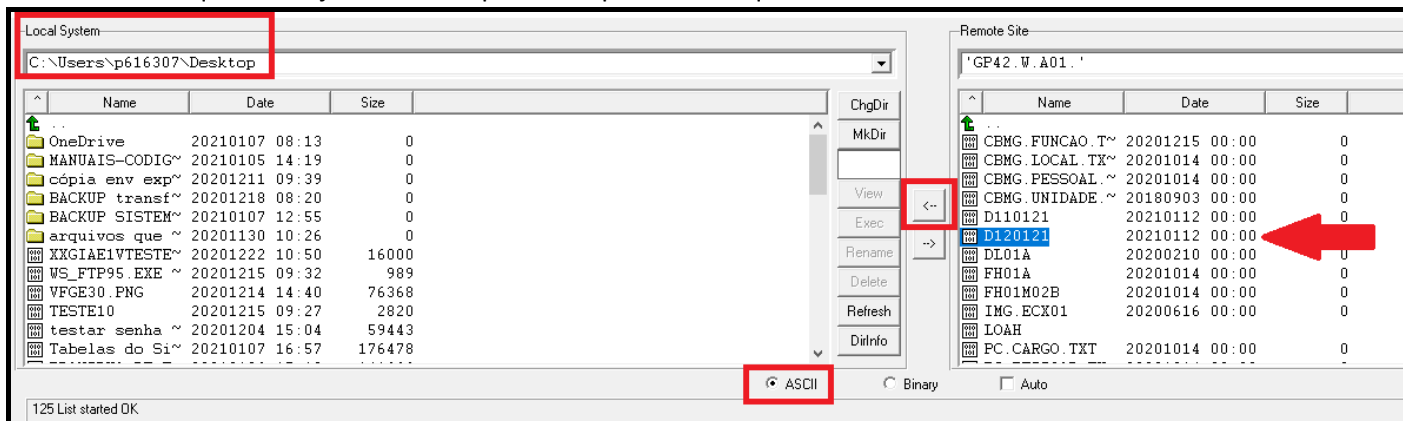 Local System
C:\Users\p616307\Desktop
^ Name Date Size
..
OneDrive 20210107 08:13 0
MANUAIS-CODIG~ 20210105 14:19 0
cópia env exp~ 20201211 09:39 0
BACKUP transf~ 20201218 08:20 0
BACKUP SISTEM~ 20210107 12:55 0
arquivos que ~ 20201130 10:26 0
XXGIAE1VTESTE~ 20201222 10:50 16000
WS_FTP95.EXE ~ 20201215 09:32 989
VFGE30.PNG 20201214 14:40 76368
TESTE10 20201215 09:27 2820
testar senha ~ 20201204 15:04 59443
Tabelas do Si~ 20210107 16:57 176478
ChgDir
MkDir
View
Exec
Rename
Delete
Refresh
DirInfo
<--
-->
Remote Site
'GP42.W.A01.'
^ Name Date Size
..
CBMG.FUNCAO.T~ 20201215 00:00 0
CBMG.LOCAL.TX~ 20201014 00:00 0
CBMG.PESSOAL.~ 20201014 00:00 0
CBMG.UNIDADE.~ 20180903 00:00 0
D110121 20210112 00:00 0
D120121 20210112 00:00
DL01A 20200210 00:00 0
FH01A 20201014 00:00 0
FH01M02B 20201014 00:00 0
IMG.ECX01 20200616 00:00 0
LOAH
PC.CARGO.TXT 20201014 00:00 0
ASCII Binary Auto
125 List started OK